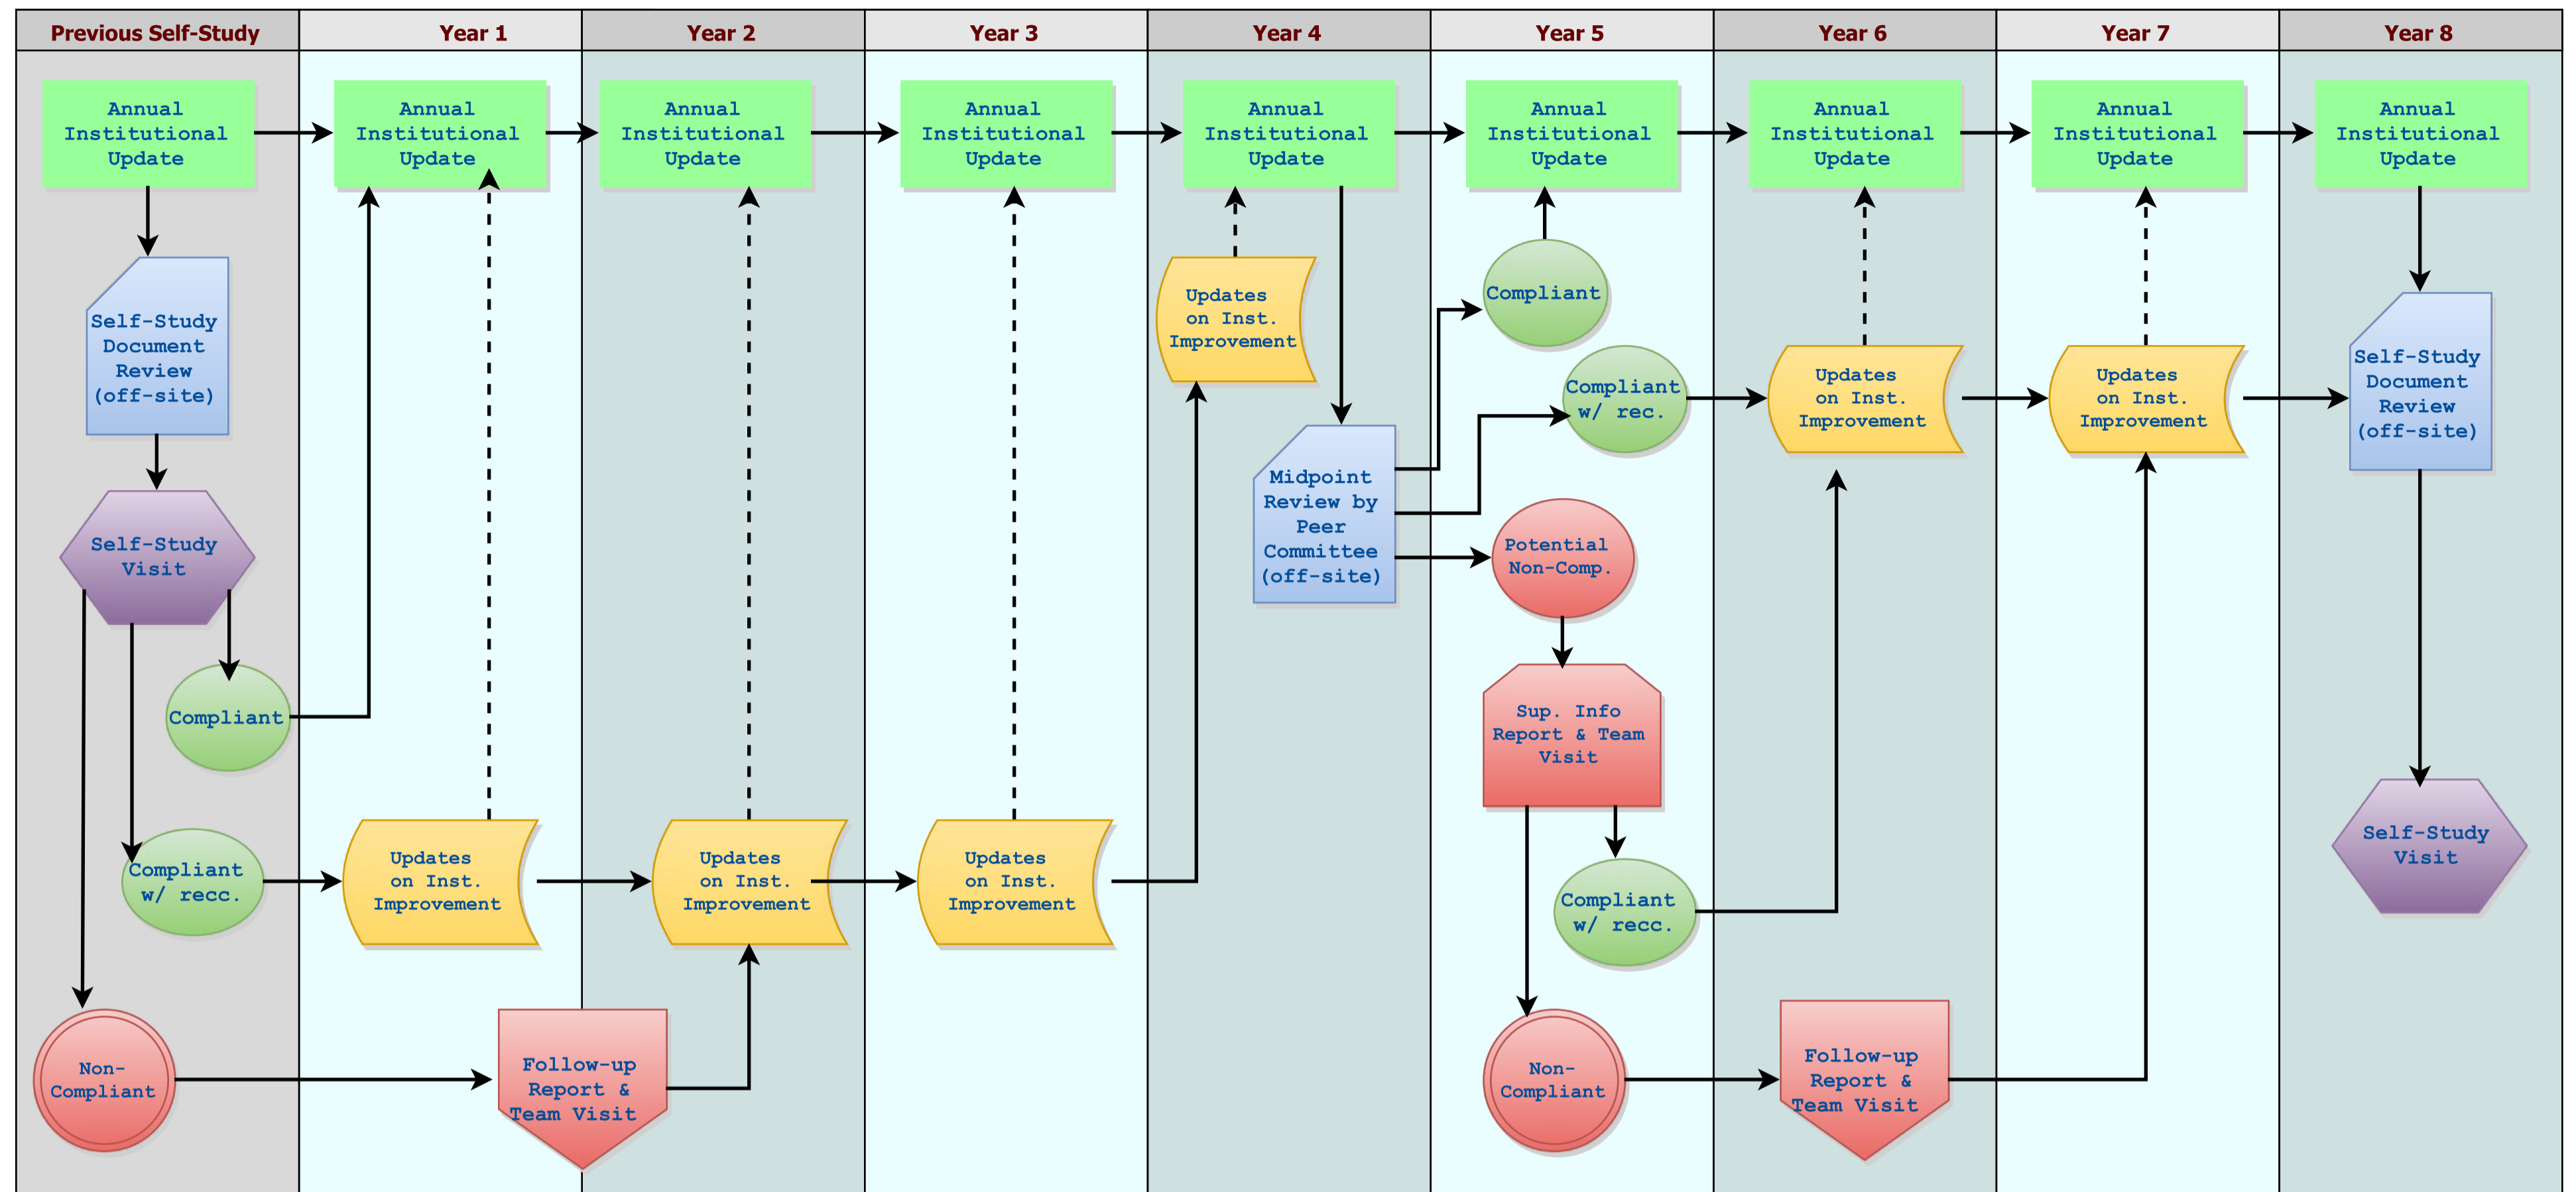 Previous Self-Study
Year 1
Year 2
Year 3
Year 4
Year 5
Year 6
Year 7
Year 8
Annual
Institutional
Update
Annual
Institutional
Update
Annual
Institutional
Update
Annual
Institutional
Update
Annual
Institutional
Update
Annual
Institutional
Update
Annual
Institutional
Update
Annual
Institutional
Update
Annual
Institutional
Update
Self-Study
Document
Review
(off-site)
Self-Study
Visit
Compliant
Compliant
w/ recc.
Non-
Compliant
Updates
on Inst.
Improvement
Follow-up
Report &
Team Visit
Updates
on Inst.
Improvement
Updates
on Inst.
Improvement
Updates
on Inst.
Improvement
Midpoint
Review by
Peer
Committee
(off-site)
Compliant
Compliant
w/ rec.
Potential
Non-Comp.
Sup. Info
Report & Team
Visit
Compliant
w/ recc.
Non-
Compliant
Updates
on Inst.
Improvement
Follow-up
Report &
Team Visit
Updates
on Inst.
Improvement
Self-Study
Document
Review
(off-site)
Self-Study
Visit